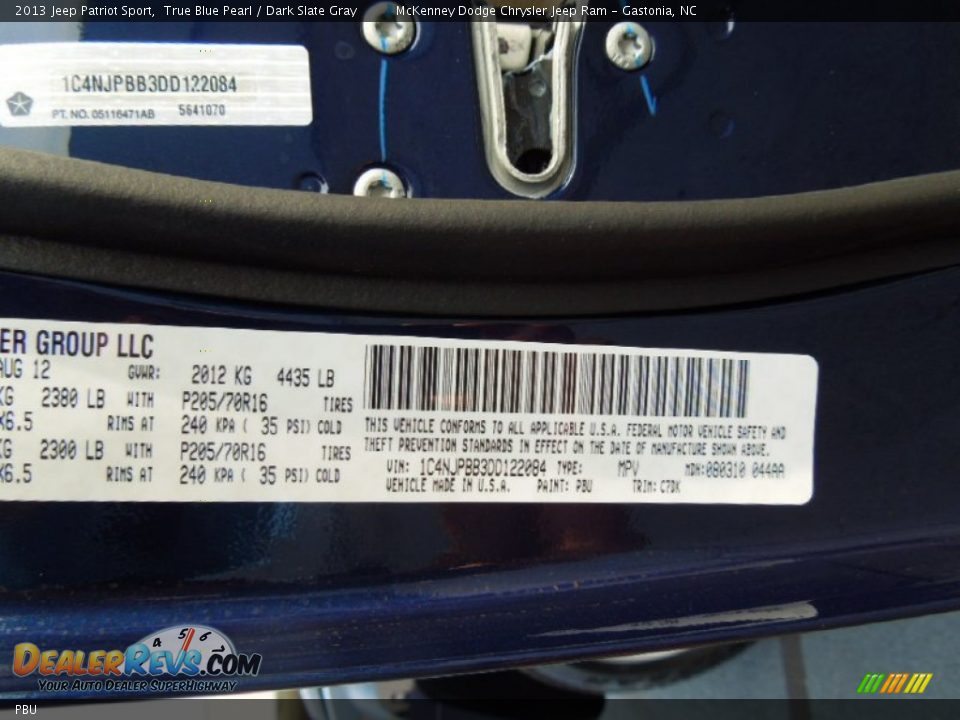 2013 Jeep Patriot Sport, True Blue Pearl / Dark Slate Gray McKenney Dodge Chrysler Jeep Ram - Gastonia, NC
1C4NJPBB3DD122084
PT. NO. 05116471AB 5641070
ER GROUP LLC
AUG 12 GVWR: 2012 KG 4435 LB
KG 2380 LB WITH P205/70R16 TIRES
X6.5 RIMS AT 240 KPA ( 35 PSI) COLD
KG 2300 LB WITH P205/70R16 TIRES
X6.5 RIMS AT 240 KPA ( 35 PSI) COLD
THIS VEHICLE CONFORMS TO ALL APPLICABLE U.S.A. FEDERAL MOTOR VEHICLE SAFETY AND
THEFT PREVENTION STANDARDS IN EFFECT ON THE DATE OF MANUFACTURE SHOWN ABOVE.
VIN: 1C4NJPBB3DD122084 TYPE: MPV MDH:080310 044AA
VEHICLE MADE IN U.S.A. PAINT: PBU TRIM: C7DK
4 5 6
DEALERREVS.COM
YOUR AUTO DEALER SUPERHIGHWAY
PBU